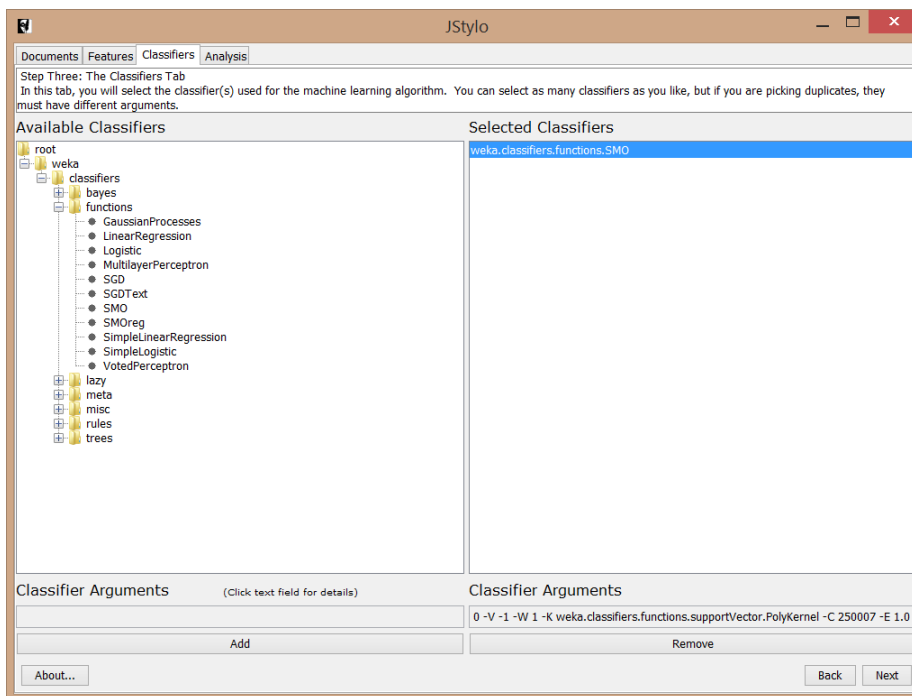 JStylo
Documents Features Classifiers Analysis
Step Three: The Classifiers Tab
In this tab, you will select the classifier(s) used for the machine learning algorithm.  You can select as many classifiers as you like, but if you are picking duplicates, they
must have different arguments.
Available Classifiers
root
weka
classifiers
bayes
functions
GaussianProcesses
LinearRegression
Logistic
MultilayerPerceptron
SGD
SGDText
SMO
SMOreg
SimpleLinearRegression
SimpleLogistic
VotedPerceptron
lazy
meta
misc
rules
trees
Selected Classifiers
weka.classifiers.functions.SMO
Classifier Arguments (Click text field for details)
Add
Classifier Arguments
0 -V -1 -W 1 -K weka.classifiers.functions.supportVector.PolyKernel -C 250007 -E 1.0
Remove
About...
Back Next